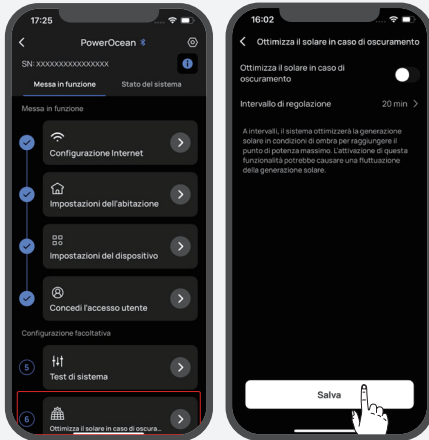 17:25
PowerOcean
SN: XXXXXXXXXXXXXXXX
Messa in funzione
Stato del sistema
Messa in funzione
Configurazione Internet
Impostazioni dell'abitazione
Impostazioni del dispositivo
Concedi l'accesso utente
Configurazione facoltativa
5
Test di sistema
6
Ottimizza il solare in caso di oscura...
16:02
Ottimizza il solare in caso di oscuramento
Ottimizza il solare in caso di
oscuramento
Intervallo di regolazione
20 min
A intervalli, il sistema ottimizzerà la generazione
solare in condizioni di ombra per raggiungere il
punto di potenza massimo. L'attivazione di questa
funzionalità potrebbe causare una fluttuazione
della generazione solare.
Salva